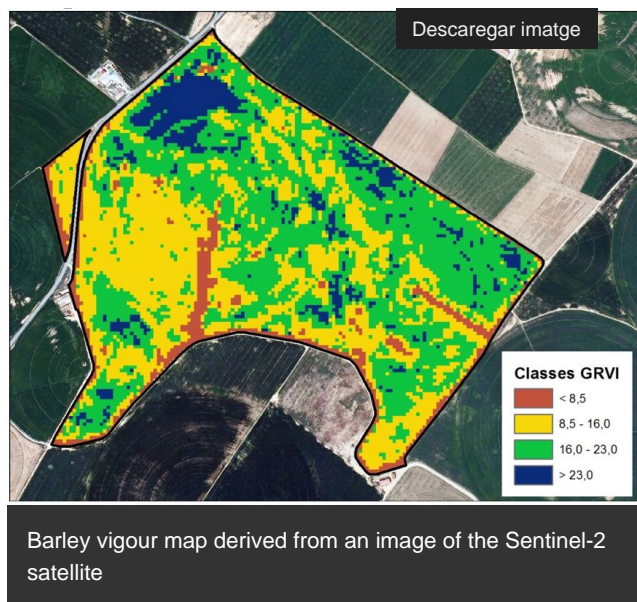 Descaregar imatge
Classes GRVI
< 8,5
8,5 - 16,0
16,0 - 23,0
> 23,0
Barley vigour map derived from an image of the Sentinel-2
satellite